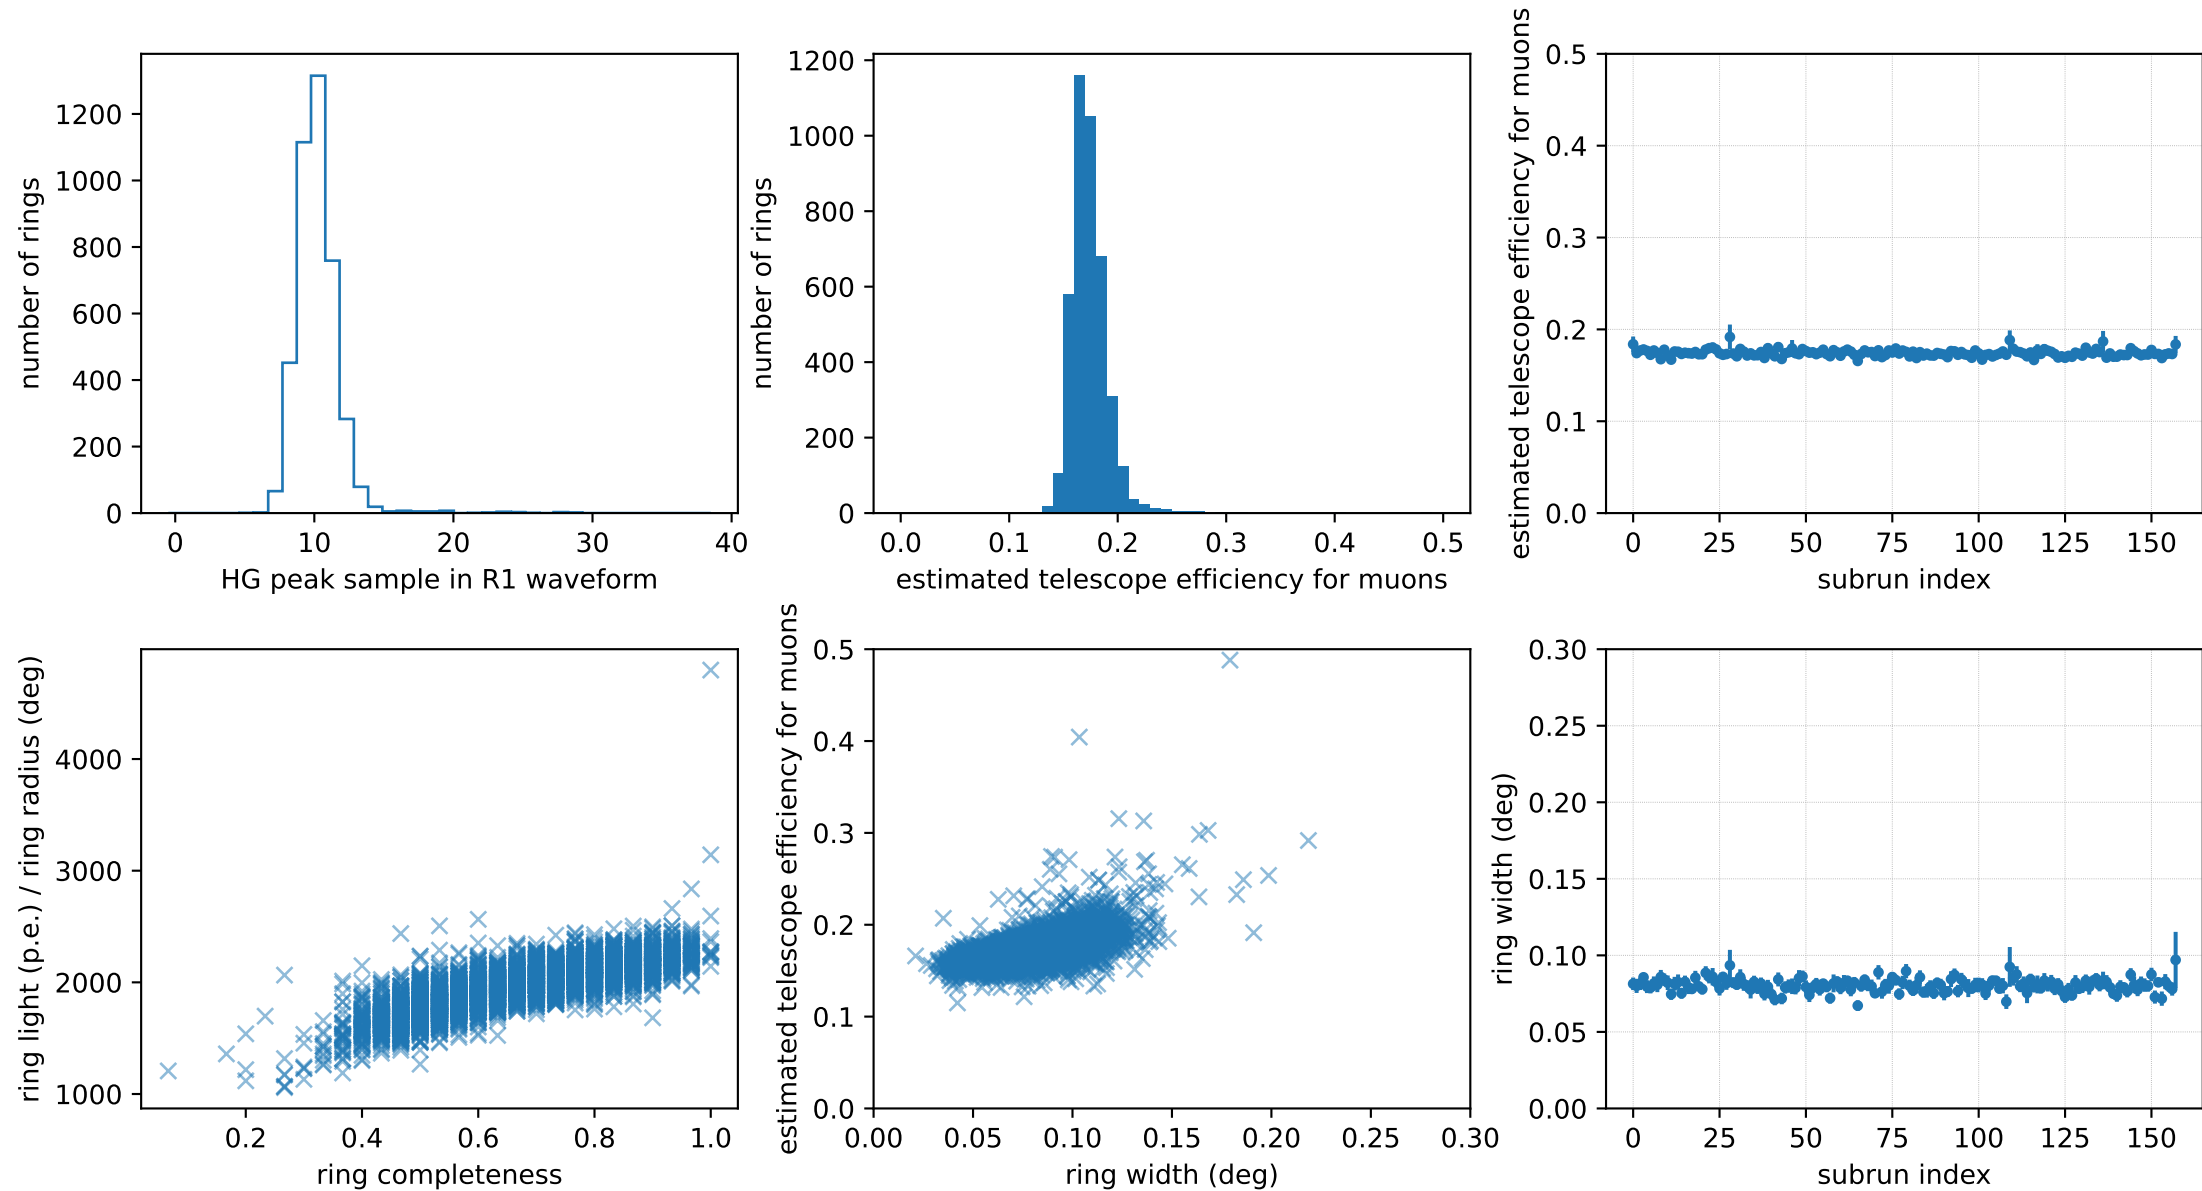 1200
1000
800
600
400
200
0
number of rings
0 10 20 30 40
HG peak sample in R1 waveform
1200
1000
800
600
400
200
0
number of rings
0.0 0.1 0.2 0.3 0.4 0.5
estimated telescope efficiency for muons
0.5
0.4
0.3
0.2
0.1
0.0
estimated telescope efficiency for muons
0 25 50 75 100 125 150
subrun index
4000
3000
2000
1000
ring light (p.e.) / ring radius (deg)
0.2 0.4 0.6 0.8 1.0
ring completeness
0.5
0.4
0.3
0.2
0.1
0.0
estimated telescope efficiency for muons
0.00 0.05 0.10 0.15 0.20 0.25 0.30
ring width (deg)
0.30
0.25
0.20
0.15
0.10
0.05
0.00
ring width (deg)
0 25 50 75 100 125 150
subrun index